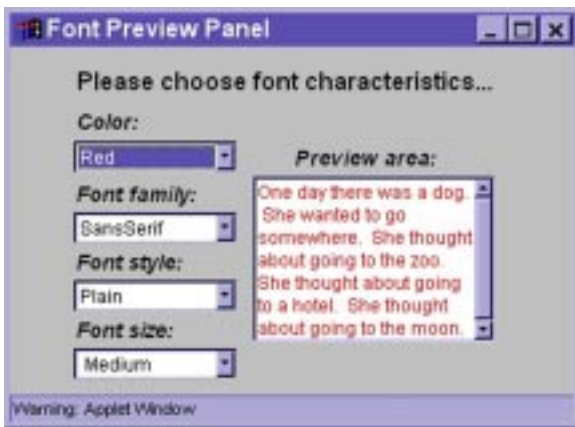 Font Preview Panel
Please choose font characteristics...
Color:
Red
Font family:
SansSerif
Font style:
Plain
Font size:
Medium
Preview area:
One day there was a dog.
She wanted to go
somewhere. She thought
about going to the zoo.
She thought about going
to a hotel. She thought
about going to the moon.
Warning: Applet Window